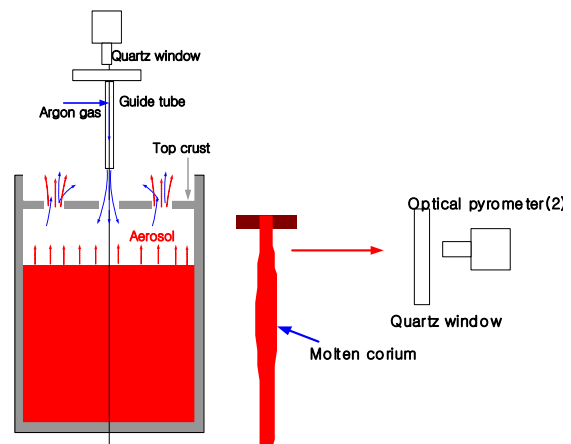 Quartz window
Guide tube
Argon gas
Top crust
Aerosol
Optical pyrometer(2)
Quartz window
Molten corium